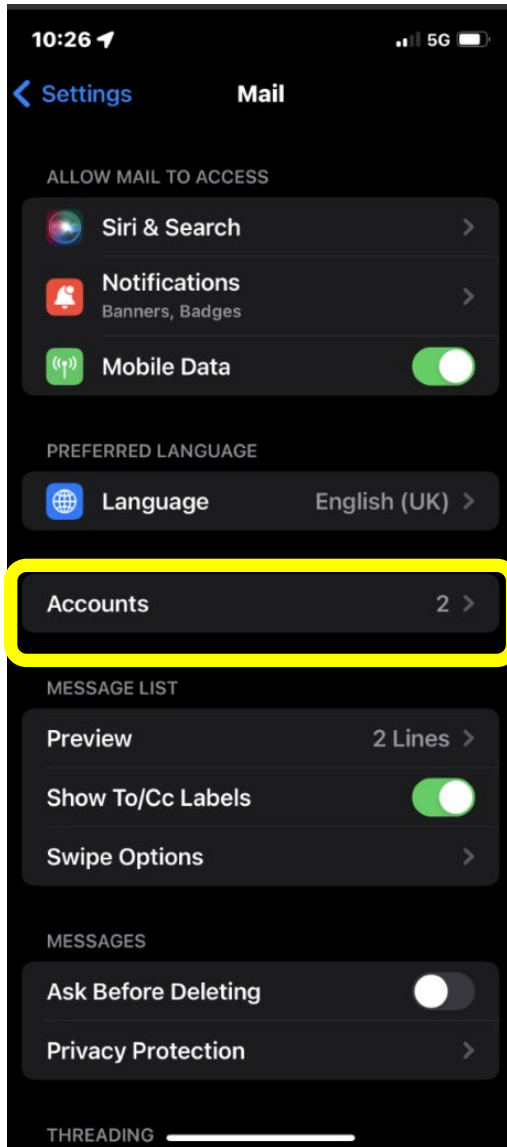 10:26 5G
Settings Mail
ALLOW MAIL TO ACCESS
Siri & Search
Notifications
Banners, Badges
Mobile Data
PREFERRED LANGUAGE
Language English (UK)
Accounts 2
MESSAGE LIST
Preview 2 Lines
Show To/Cc Labels
Swipe Options
MESSAGES
Ask Before Deleting
Privacy Protection
THREADING